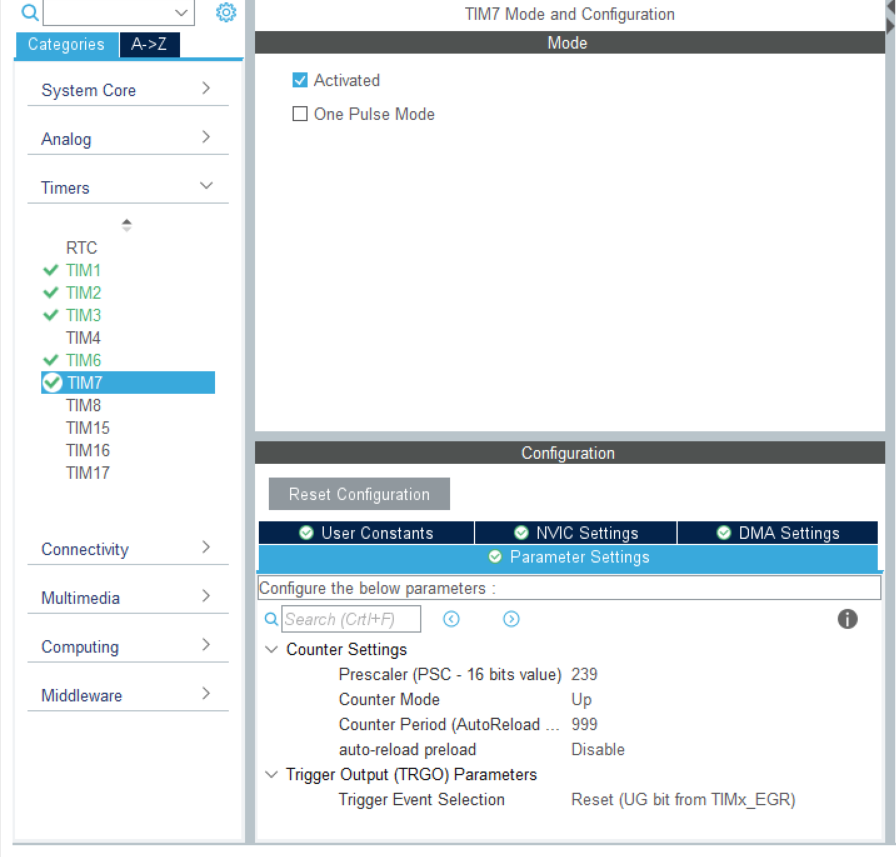 Categories
A->Z
System Core
Analog
Timers
RTC
TIM1
TIM2
TIM3
TIM4
TIM6
TIM7
TIM8
TIM15
TIM16
TIM17
Connectivity
Multimedia
Computing
Middleware
TIM7 Mode and Configuration
Mode
Activated
One Pulse Mode
Configuration
Reset Configuration
User Constants
NVIC Settings
DMA Settings
Parameter Settings
Configure the below parameters :
Search (Crtl+F)
Counter Settings
Prescaler (PSC - 16 bits value) 239
Counter Mode Up
Counter Period (AutoReload ... 999
auto-reload preload Disable
Trigger Output (TRGO) Parameters
Trigger Event Selection Reset (UG bit from TIMx_EGR)